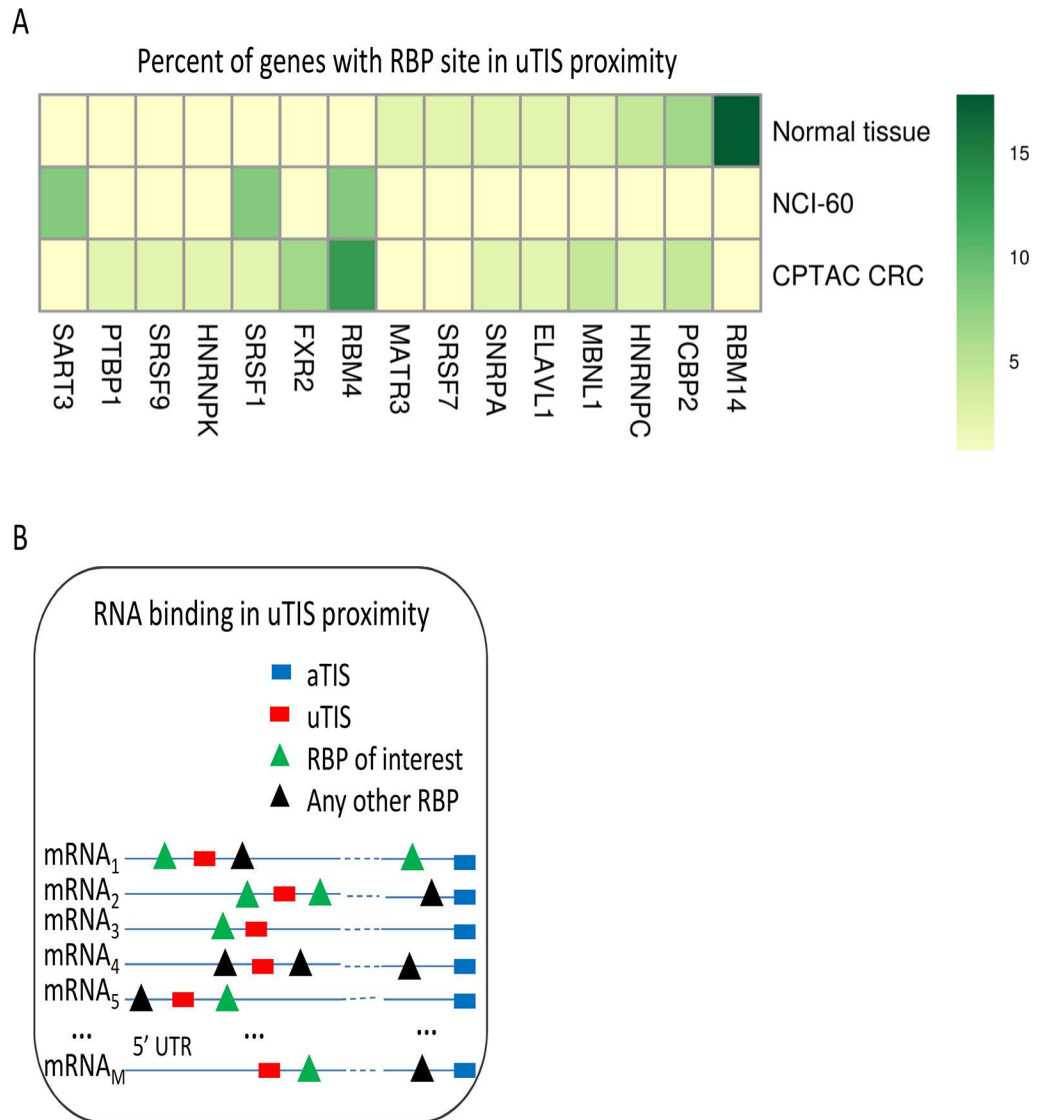 A
Percent of genes with RBP site in uTIS proximity
Normal tissue
NCI-60
CPTAC CRC
15
10
5
SART3
PTBP1
SRSF9
HNRNPK
SRSF1
FXR2
RBM4
MATR3
SRSF7
SNRPA
ELAVL1
MBNL1
HNRNPC
PCBP2
RBM14
B
RNA binding in uTIS proximity
aTIS
uTIS
RBP of interest
Any other RBP
mRNA1
mRNA2
mRNA3
mRNA4
mRNA5
... ... ...
5' UTR
mRNAM